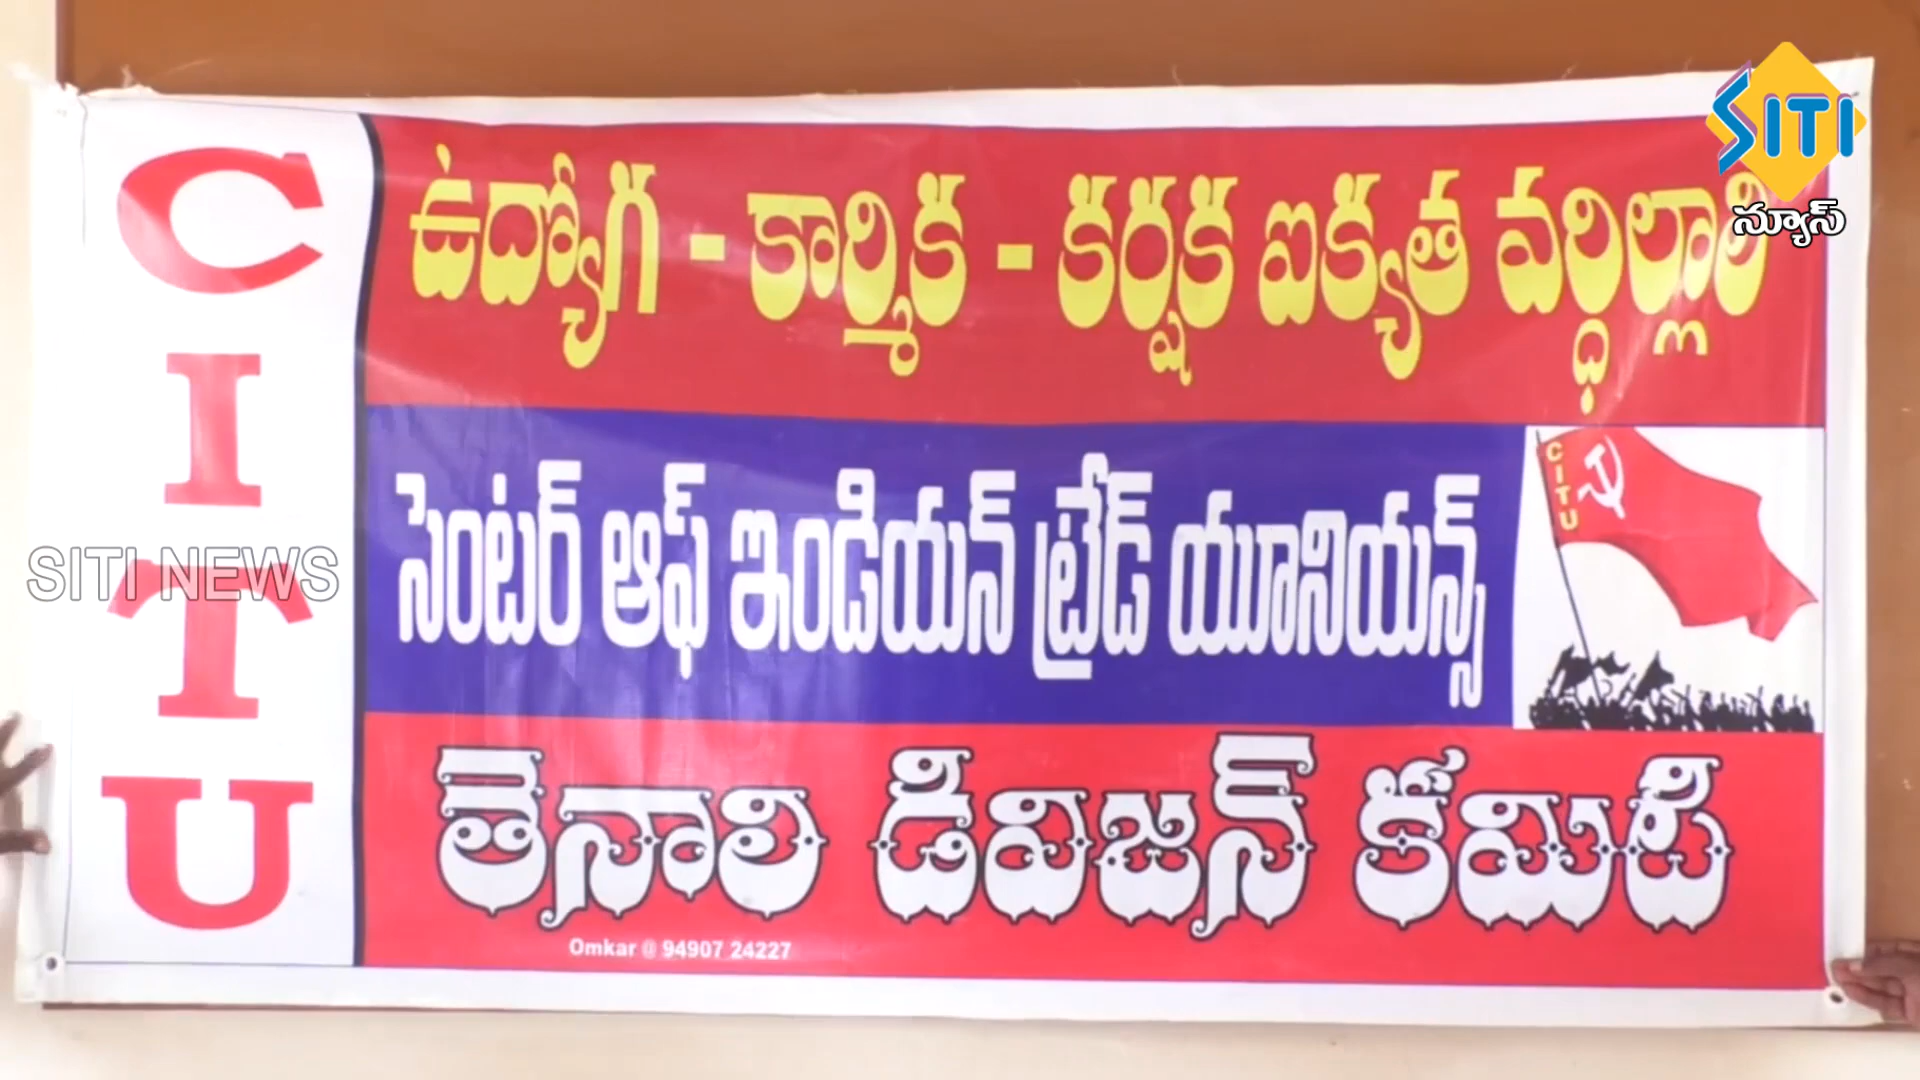 SITI
న్యూస్
CITU
ఉద్యోగ - కార్మిక - కర్షక ఐక్యత వర్ధిల్లాలి
సెంటర్ ఆఫ్ ఇండియన్ ట్రేడ్ యూనియన్స్
CITU
SITI NEWS
తెనాలి డివిజన్ కమిటీ
Omkar @ 94907 24227